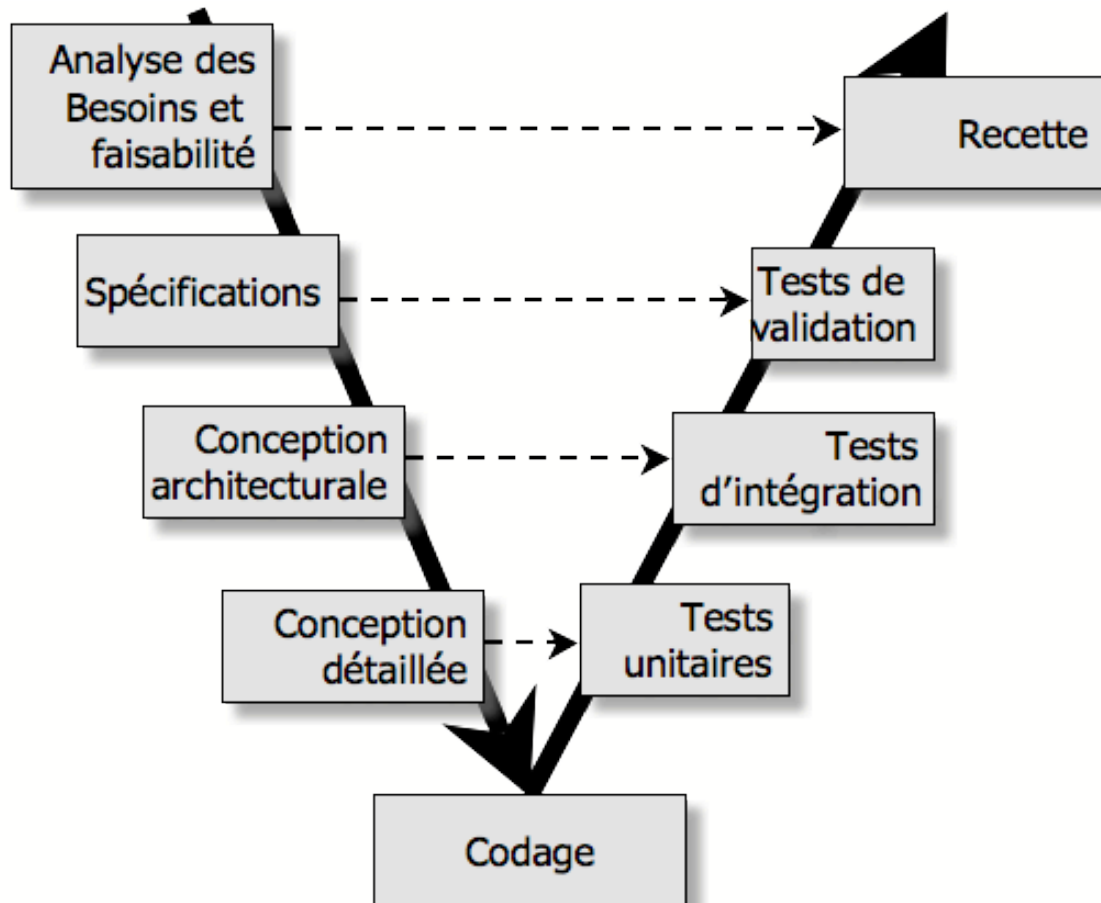 Analyse des
Besoins et
faisabilité
Recette
Spécifications
Tests de
validation
Conception
architecturale
Tests
d'intégration
Conception
détaillée
Tests
unitaires
Codage